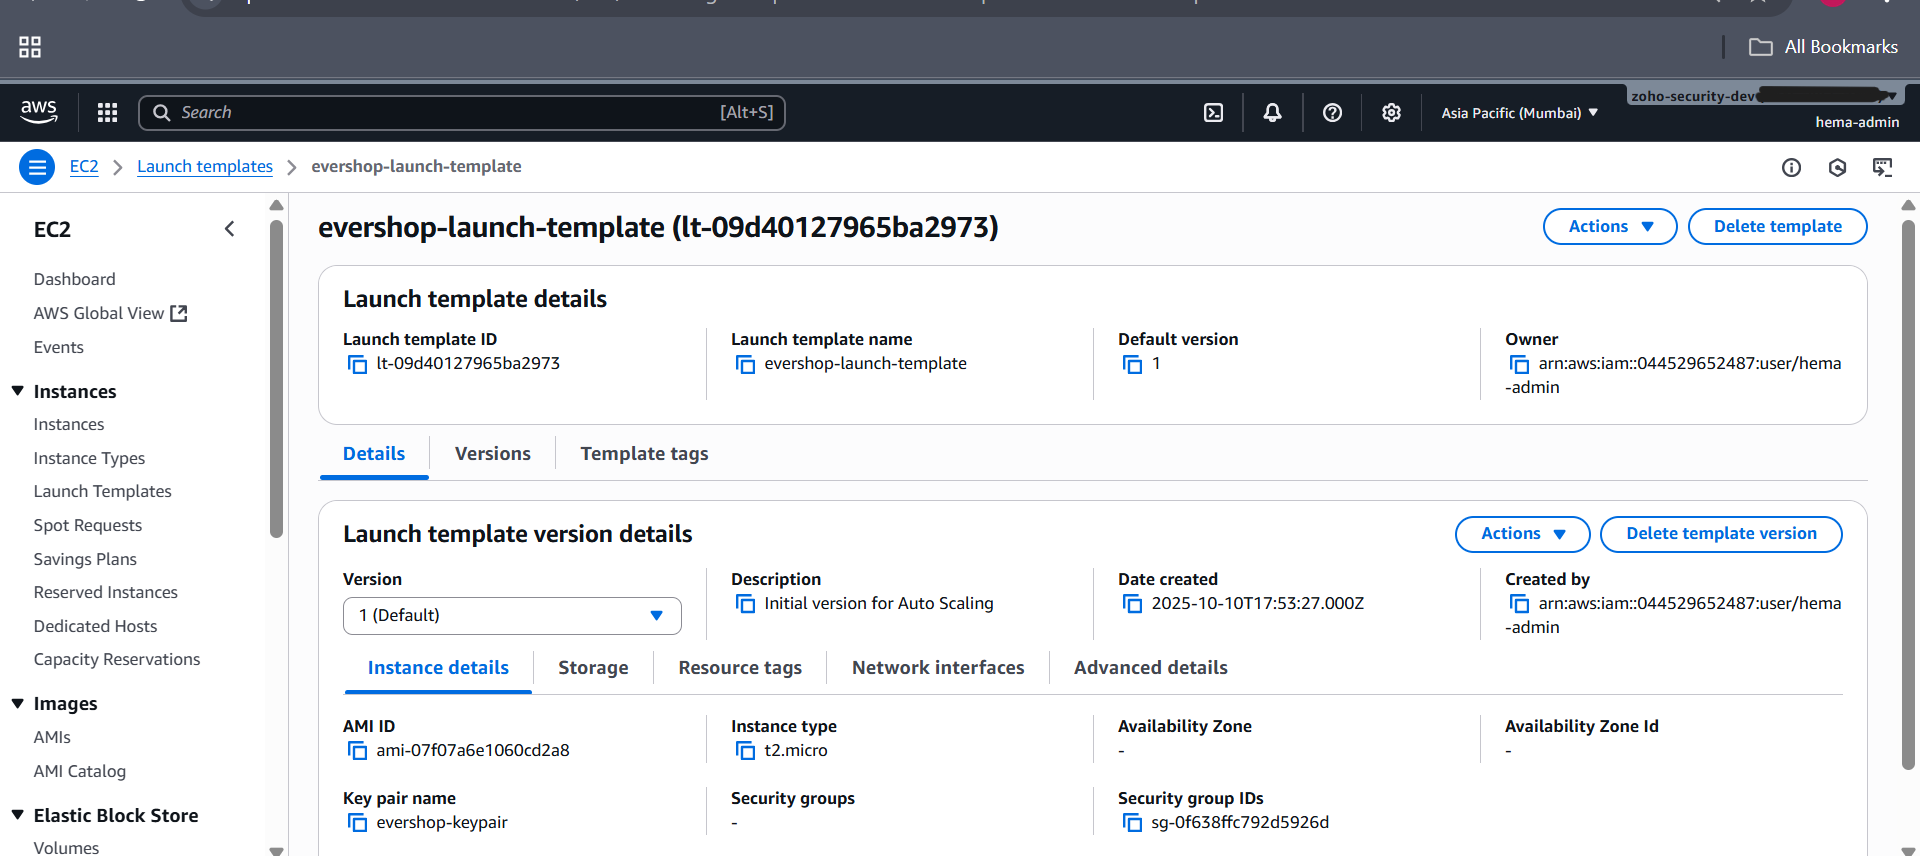 All Bookmarks
aws
Search [Alt+S]
Asia Pacific (Mumbai)
zoho-security-dev
hema-admin
EC2 Launch templates evershop-launch-template
EC2
Dashboard
AWS Global View
Events
Instances
Instances
Instance Types
Launch Templates
Spot Requests
Savings Plans
Reserved Instances
Dedicated Hosts
Capacity Reservations
Images
AMIs
AMI Catalog
Elastic Block Store
Volumes
evershop-launch-template (lt-09d40127965ba2973)
Actions
Delete template
Launch template details
Launch template ID
lt-09d40127965ba2973
Launch template name
evershop-launch-template
Default version
1
Owner
arn:aws:iam::044529652487:user/hema
-admin
Details Versions Template tags
Launch template version details
Actions
Delete template version
Version
1 (Default)
Description
Initial version for Auto Scaling
Date created
2025-10-10T17:53:27.000Z
Created by
arn:aws:iam::044529652487:user/hema
-admin
Instance details Storage Resource tags Network interfaces Advanced details
AMI ID
ami-07f07a6e1060cd2a8
Instance type
t2.micro
Availability Zone
-
Availability Zone Id
-
Key pair name
evershop-keypair
Security groups
-
Security group IDs
sg-0f638ffc792d5926d